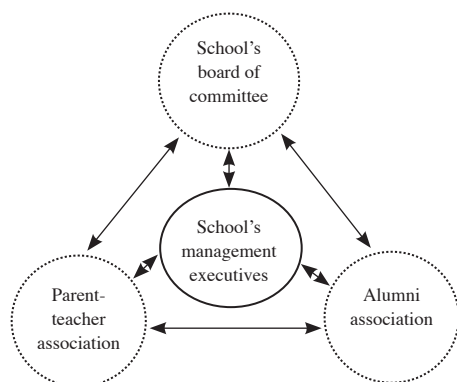 School's
board of
committee
School's
management
executives
Parent-
teacher
association
Alumni
association